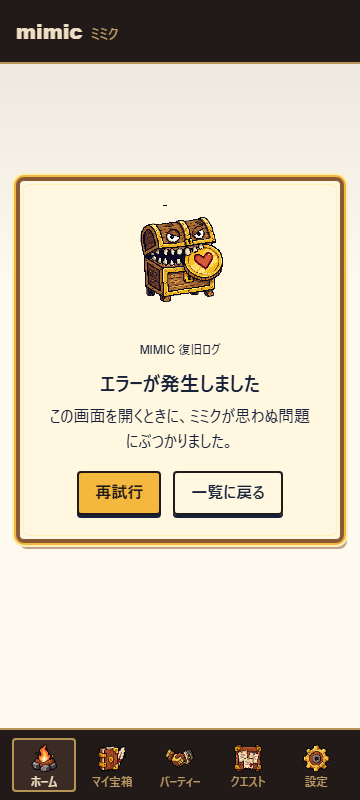 mimic ミミク
MIMIC 復旧ログ
エラーが発生しました
この画面を開くときに、ミミクが思わぬ問題
にぶつかりました。
再試行 一覧に戻る
ホーム マイ宝箱 パーティー クエスト 設定